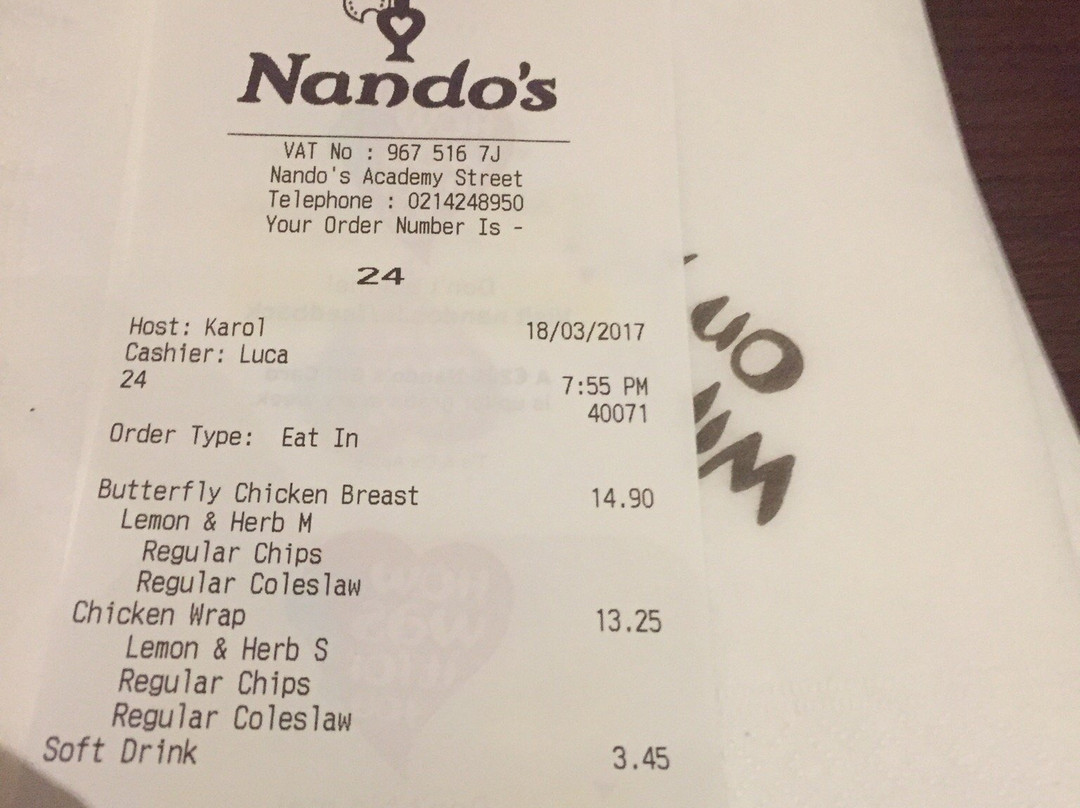 Nando's
VAT No : 967 516 7J
Nando's Academy Street
Telephone : 0214248950
Your Order Number Is -
24
Host: Karol 18/03/2017
Cashier: Luca
24 7:55 PM
40071
Order Type: Eat In
Butterfly Chicken Breast 14.90
Lemon & Herb M
Regular Chips
Regular Coleslaw
Chicken Wrap 13.25
Lemon & Herb S
Regular Chips
Regular Coleslaw
Soft Drink 3.45